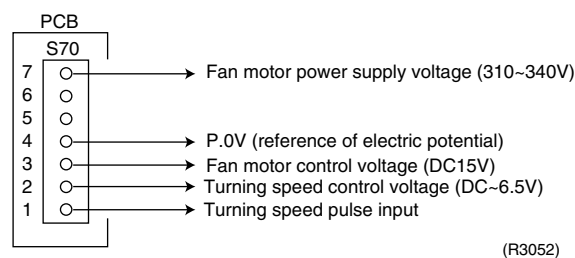 PCB
S70
7 Fan motor power supply voltage (310~340V)
6
5
4 P.0V (reference of electric potential)
3 Fan motor control voltage (DC15V)
2 Turning speed control voltage (DC~6.5V)
1 Turning speed pulse input
(R3052)